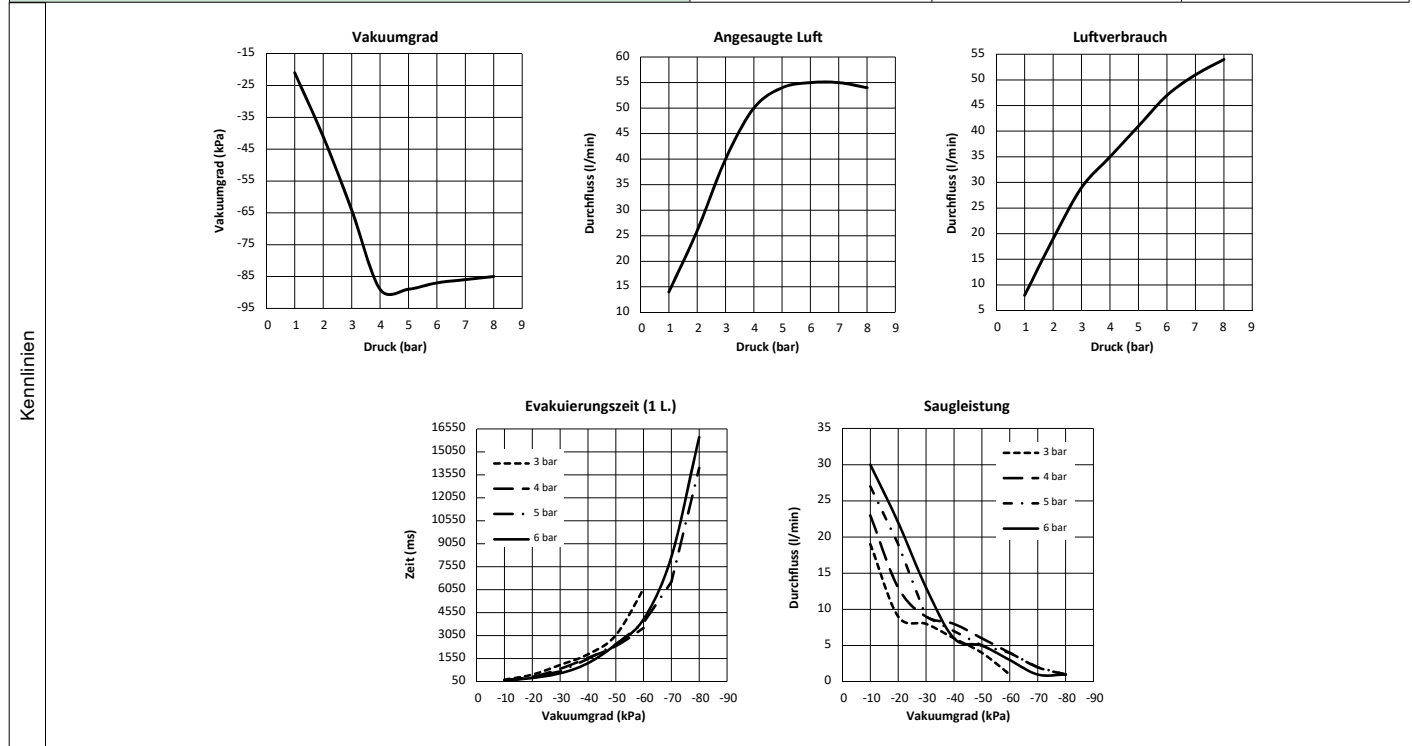 Kennlinien
Vakuumgrad
Vakuumgrad (kPa)
-15
-25
-35
-45
-55
-65
-75
-85
-95
0 1 2 3 4 5 6 7 8 9
Druck (bar)
Angesaugte Luft
Durchfluss (l/min)
60
55
50
45
40
35
30
25
20
15
10
0 1 2 3 4 5 6 7 8 9
Druck (bar)
Luftverbrauch
Durchfluss (l/min)
55
50
45
40
35
30
25
20
15
10
5
0 1 2 3 4 5 6 7 8 9
Druck (bar)
Evakuierungszeit (1 L.)
Zeit (ms)
16550
15050
13550
12050
10550
9050
7550
6050
4550
3050
1550
50
3 bar
4 bar
5 bar
6 bar
0 -10 -20 -30 -40 -50 -60 -70 -80 -90
Vakuumgrad (kPa)
Saugleistung
Durchfluss (l/min)
35
30
25
20
15
10
5
0
3 bar
4 bar
5 bar
6 bar
0 -10 -20 -30 -40 -50 -60 -70 -80 -90
Vakuumgrad (kPa)